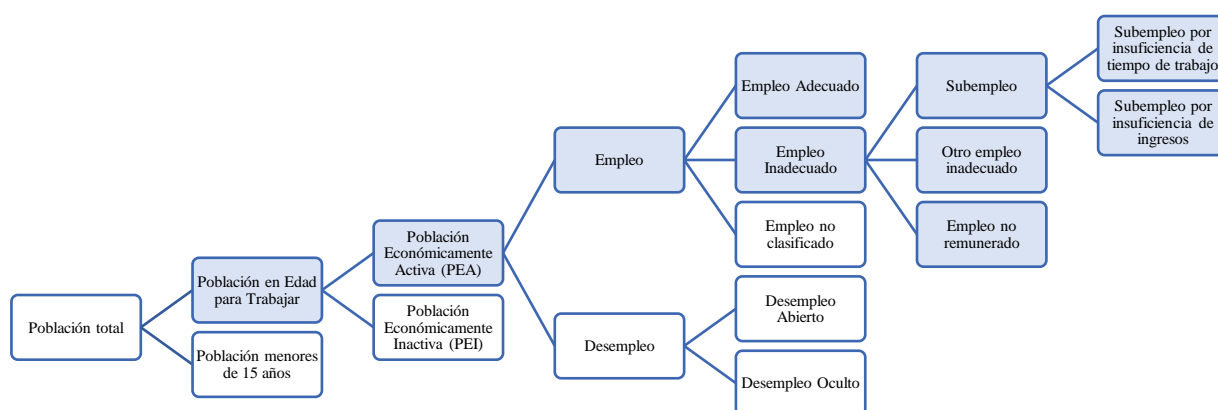 Población total
Población en Edad
para Trabajar
Población menores
de 15 años
Población
Económicamente
Activa (PEA)
Población
Económicamente
Inactiva (PEI)
Empleo
Desempleo
Empleo Adecuado
Empleo
Inadecuado
Empleo no
clasificado
Desempleo
Abierto
Desempleo Oculto
Subempleo
Otro empleo
inadecuado
Empleo no
remunerado
Subempleo por
insuficiencia de
tiempo de trabajo
Subempleo por
insuficiencia de
ingresos